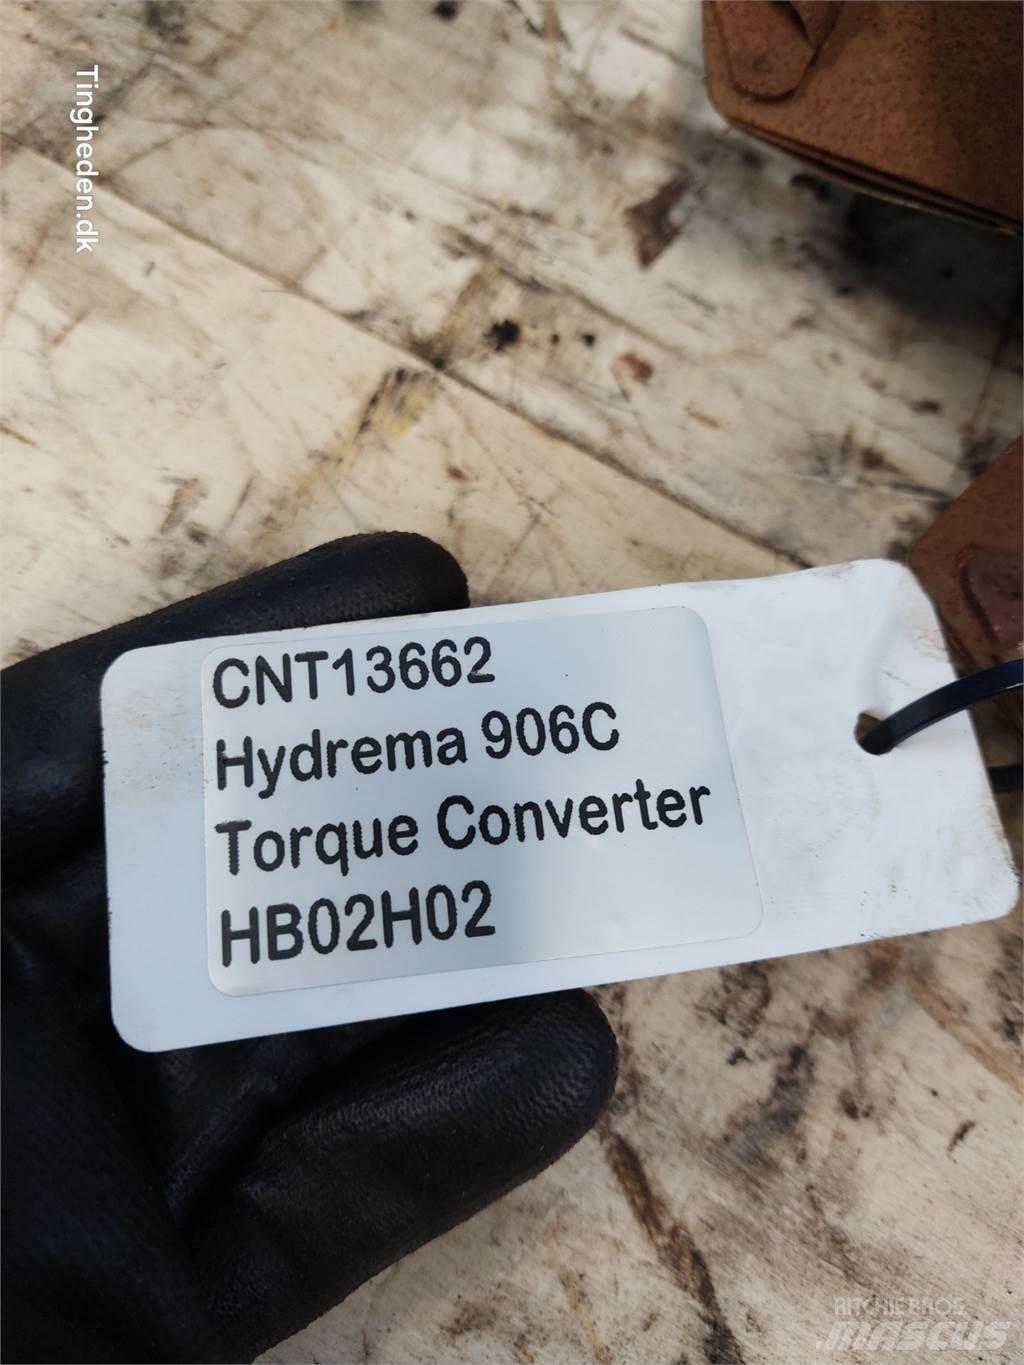 Tingheden.dk
CNT13662
Hydrema 906C
Torque Converter
HB02H02
RITCHIE BROS.
MASCUS